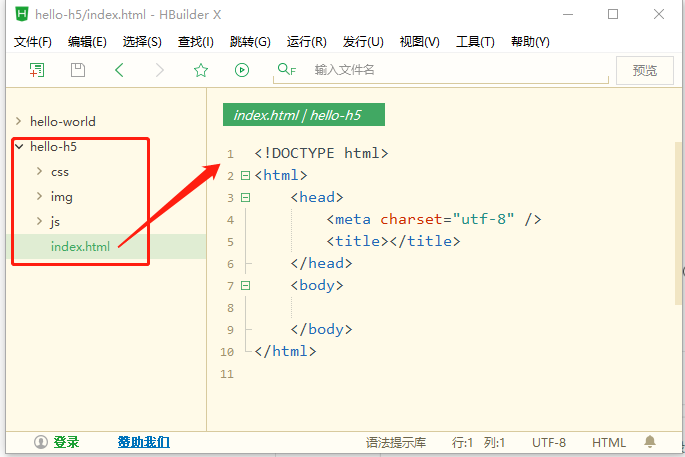 hello-h5/index.html - HBuilder X
文件(F) 编辑(E) 选择(S) 查找(I) 跳转(G) 运行(R) 发行(U) 视图(V) 工具(T) 帮助(Y)
输入文件名 预览
hello-world
hello-h5
css
img
js
index.html
index.html | hello-h5
1 <!DOCTYPE html>
2 <html>
3 <head>
4 <meta charset="utf-8" />
5 <title></title>
6 </head>
7 <body>
8
9 </body>
10 </html>
11
登录 赞助我们 语法提示库 行:1 列:1 UTF-8 HTML